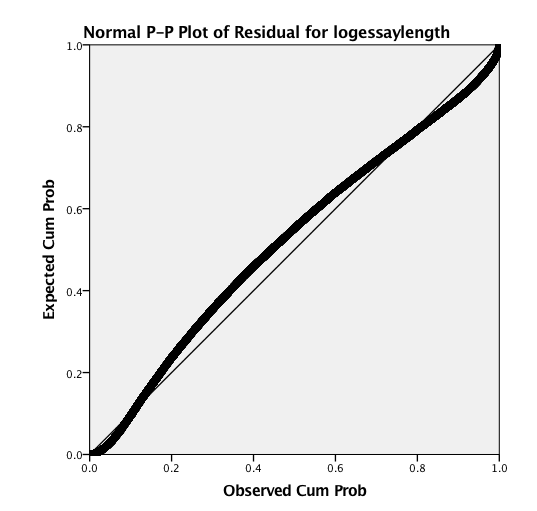 Normal P-P Plot of Residual for logessaylength
1.0
0.8
0.6
0.4
0.2
0.0
Expected Cum Prob
0.0 0.2 0.4 0.6 0.8 1.0
Observed Cum Prob